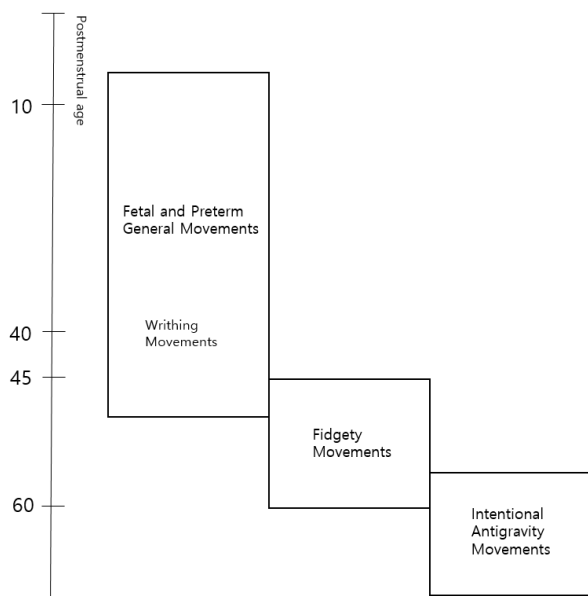 Postmenstrual age
10
Fetal and Preterm
General Movements
Writhing
Movements
40
45
Fidgety
Movements
60
Intentional
Antigravity
Movements